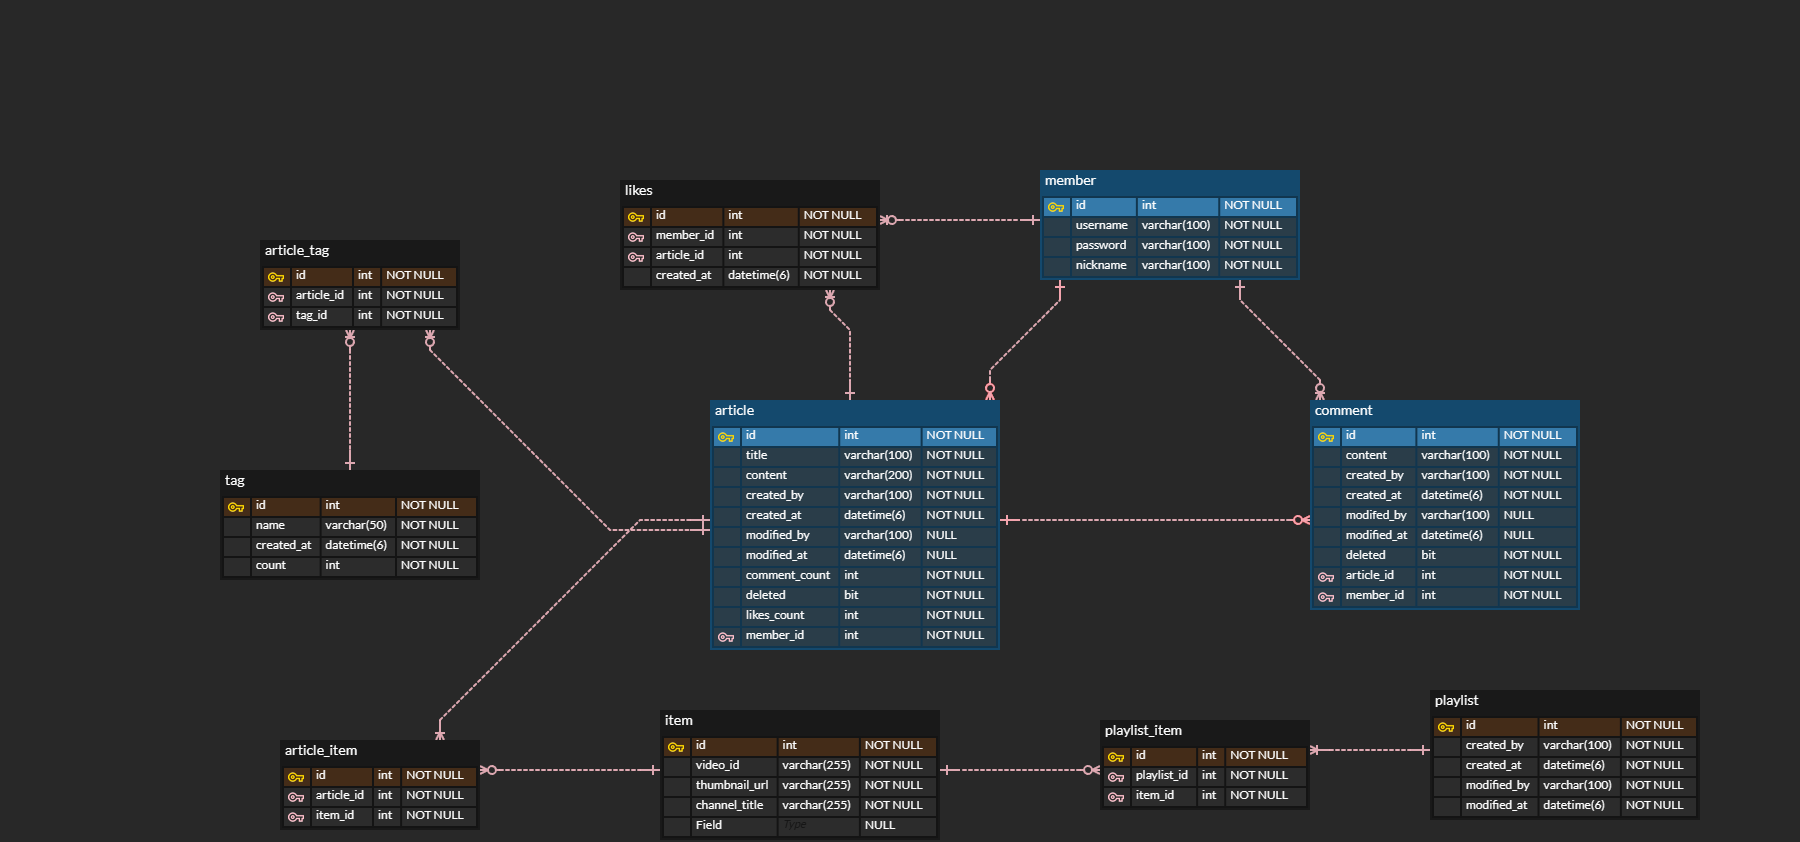 likes
id int NOT NULL
member_id int NOT NULL
article_id int NOT NULL
created_at datetime(6) NOT NULL
member
id int NOT NULL
username varchar(100) NOT NULL
password varchar(100) NOT NULL
nickname varchar(100) NOT NULL
article_tag
id int NOT NULL
article_id int NOT NULL
tag_id int NOT NULL
tag
id int NOT NULL
name varchar(50) NOT NULL
created_at datetime(6) NOT NULL
count int NOT NULL
article
id int NOT NULL
title varchar(100) NOT NULL
content varchar(200) NOT NULL
created_by varchar(100) NOT NULL
created_at datetime(6) NOT NULL
modified_by varchar(100) NULL
modified_at datetime(6) NULL
comment_count int NOT NULL
deleted bit NOT NULL
likes_count int NOT NULL
member_id int NOT NULL
comment
id int NOT NULL
content varchar(100) NOT NULL
created_by varchar(100) NOT NULL
created_at datetime(6) NOT NULL
modifed_by varchar(100) NULL
modified_at datetime(6) NULL
deleted bit NOT NULL
article_id int NOT NULL
member_id int NOT NULL
article_item
id int NOT NULL
article_id int NOT NULL
item_id int NOT NULL
item
id int NOT NULL
video_id varchar(255) NOT NULL
thumbnail_url varchar(255) NOT NULL
channel_title varchar(255) NOT NULL
Field Type NULL
playlist_item
id int NOT NULL
playlist_id int NOT NULL
item_id int NOT NULL
playlist
id int NOT NULL
created_by varchar(100) NOT NULL
created_at datetime(6) NOT NULL
modified_by varchar(100) NOT NULL
modified_at datetime(6) NOT NULL